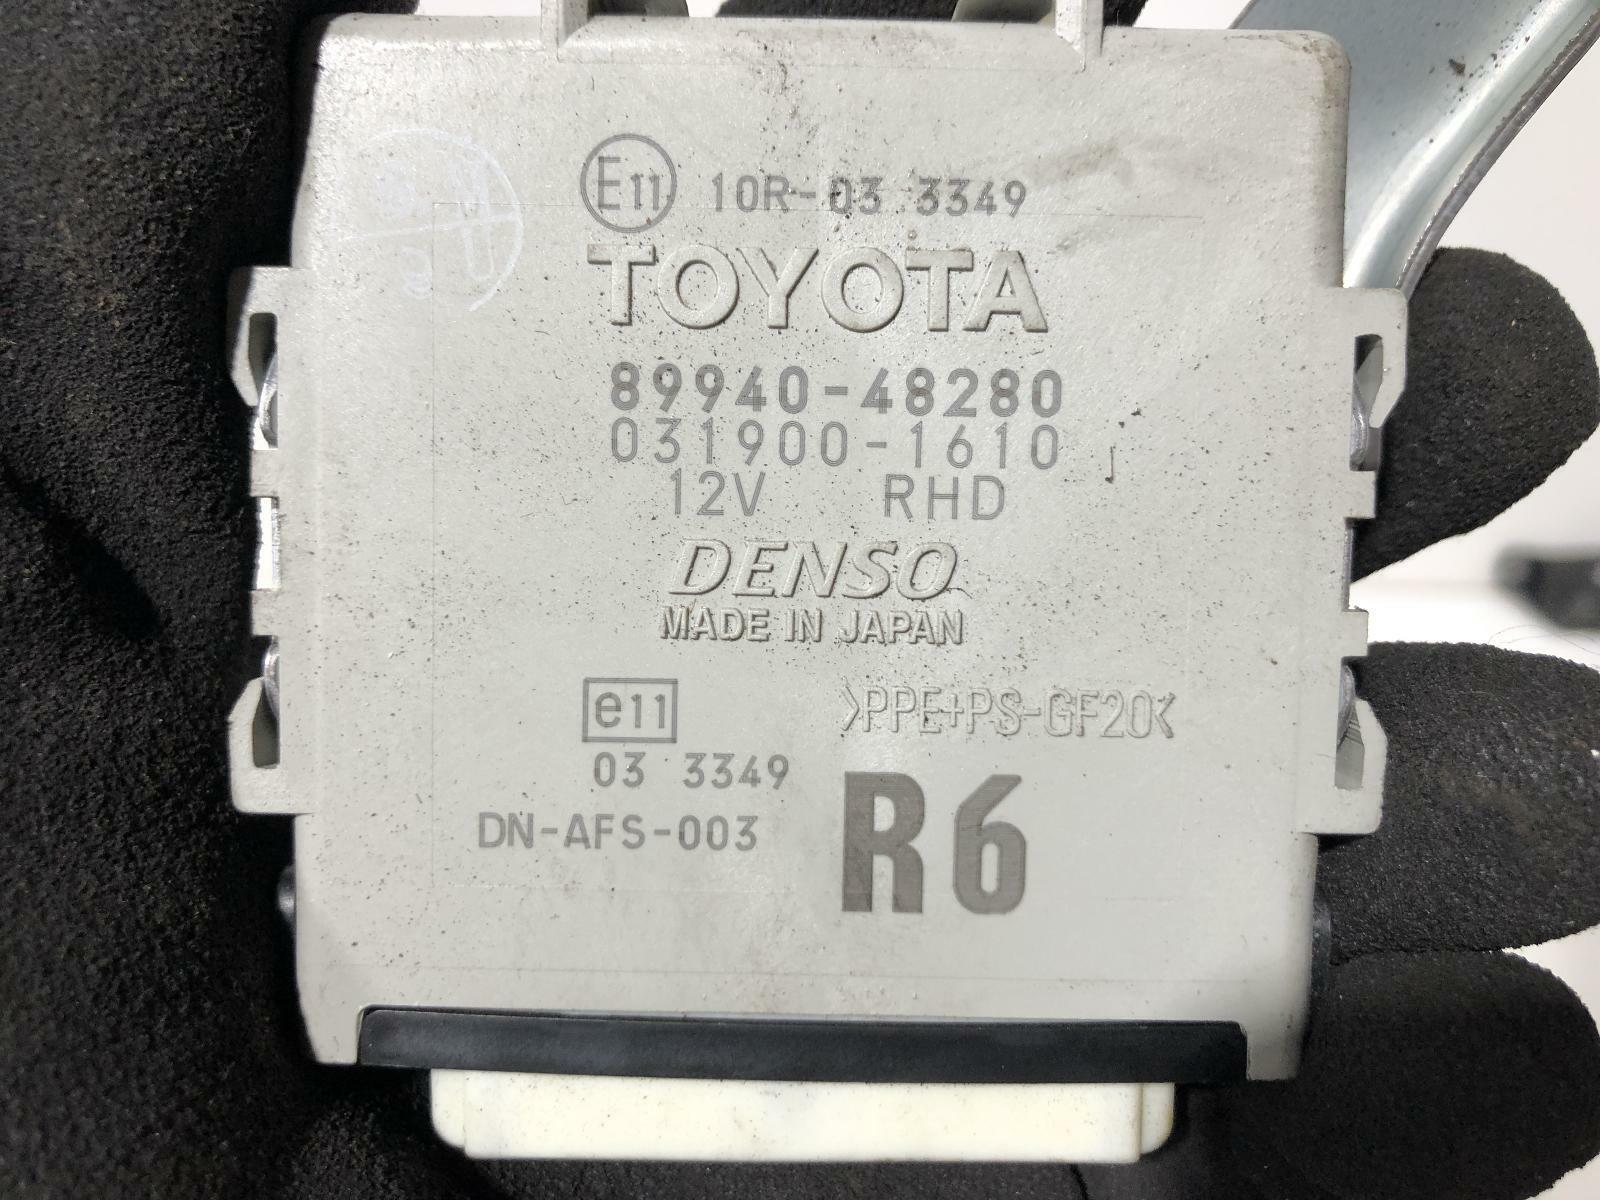 E11 10R-03 3349
TOYOTA
89940-48280
031900-1610
12V RHD
DENSO
MADE IN JAPAN
e11 >PPE+PS-GF20<
03 3349
DN-AFS-003 R6